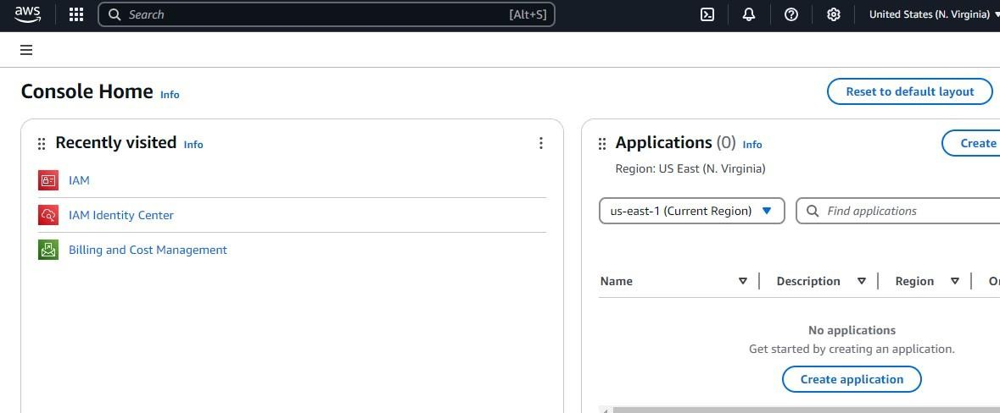 aws
Search [Alt+S]
United States (N. Virginia)
Console Home Info
Reset to default layout
Recently visited Info
IAM
IAM Identity Center
Billing and Cost Management
Applications (0) Info
Create
Region: US East (N. Virginia)
us-east-1 (Current Region)
Find applications
Name Description Region
No applications
Get started by creating an application.
Create application